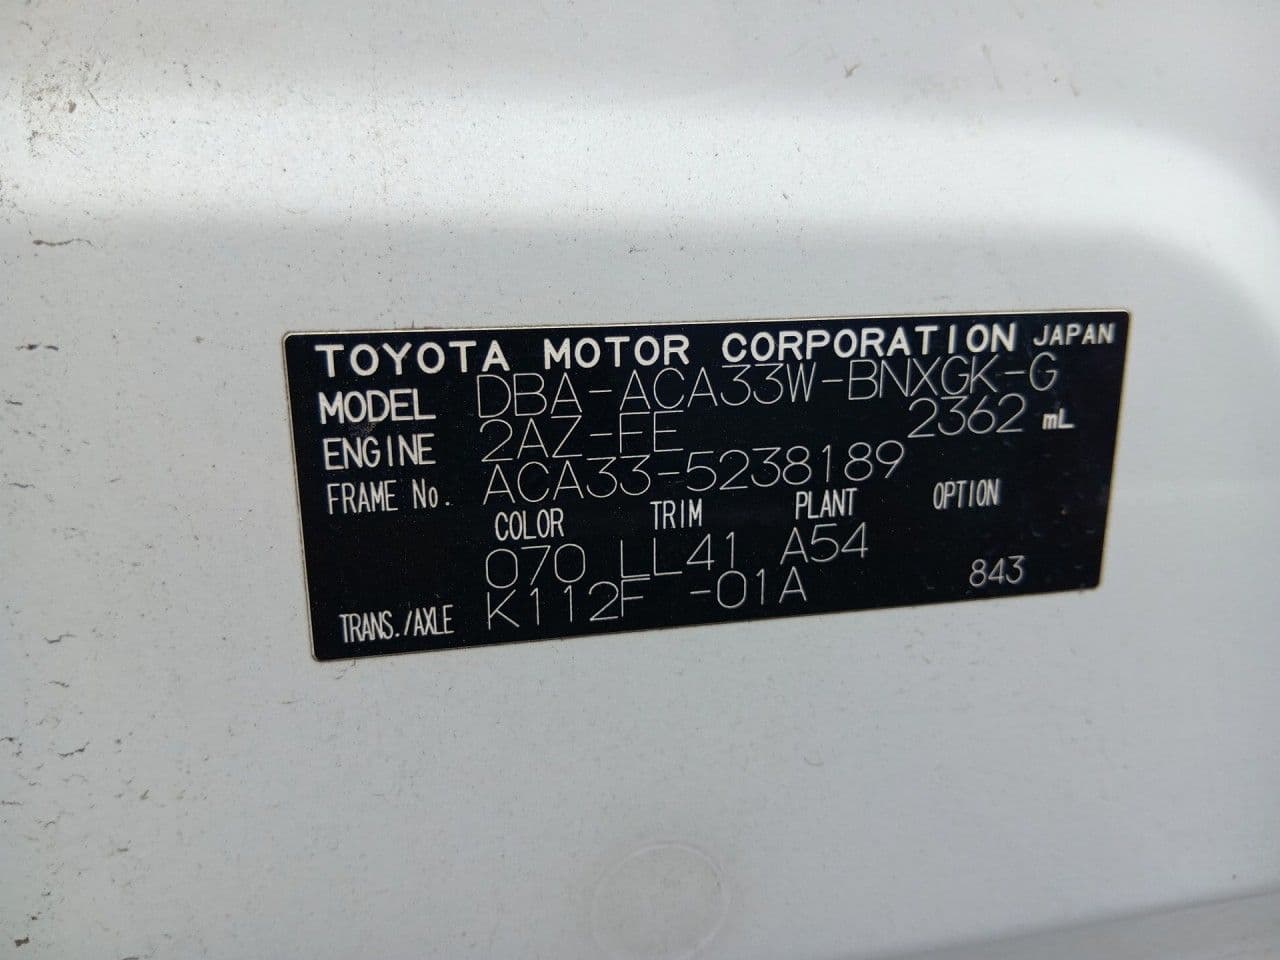 TOYOTA MOTOR CORPORATION JAPAN
MODEL DBA-ACA33W-BNXGK-G
ENGINE 2AZ-FE 2362 mL
FRAME No. ACA33-5238189
COLOR TRIM PLANT OPTION
070 LL41 A54
TRANS./AXLE K112F -01A 843